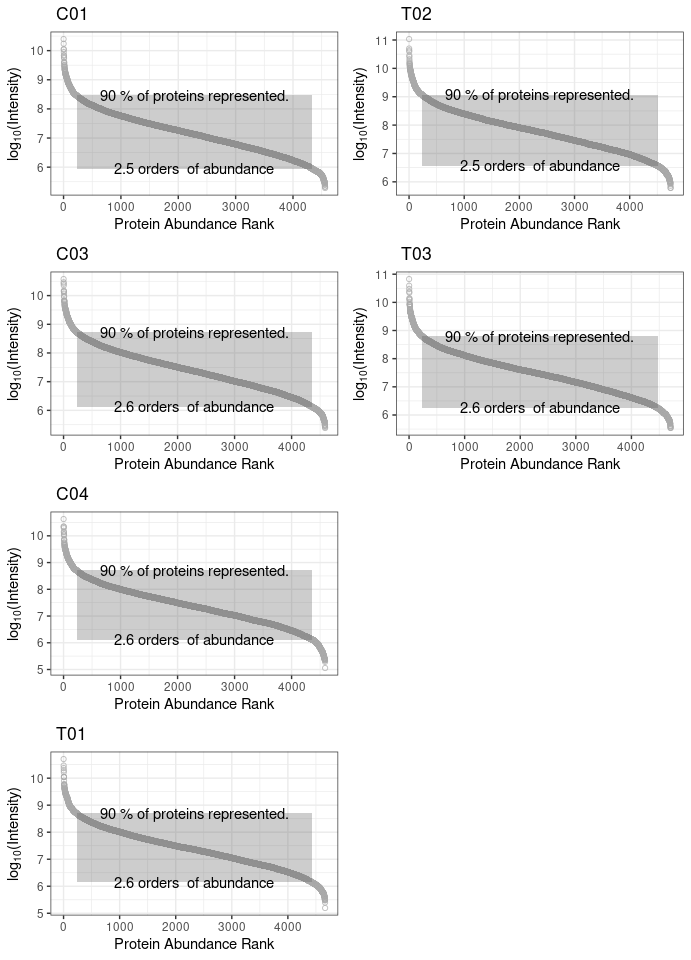 C01
log10(Intensity)
10
9
8
7
6
90 % of proteins represented.
2.5 orders  of abundance
0 1000 2000 3000 4000
Protein Abundance Rank
T02
log10(Intensity)
11
10
9
8
7
6
90 % of proteins represented.
2.5 orders  of abundance
0 1000 2000 3000 4000
Protein Abundance Rank
C03
log10(Intensity)
10
9
8
7
6
90 % of proteins represented.
2.6 orders  of abundance
0 1000 2000 3000 4000
Protein Abundance Rank
T03
log10(Intensity)
11
10
9
8
7
6
90 % of proteins represented.
2.6 orders  of abundance
0 1000 2000 3000 4000
Protein Abundance Rank
C04
log10(Intensity)
10
9
8
7
6
5
90 % of proteins represented.
2.6 orders  of abundance
0 1000 2000 3000 4000
Protein Abundance Rank
T01
log10(Intensity)
10
9
8
7
6
5
90 % of proteins represented.
2.6 orders  of abundance
0 1000 2000 3000 4000
Protein Abundance Rank